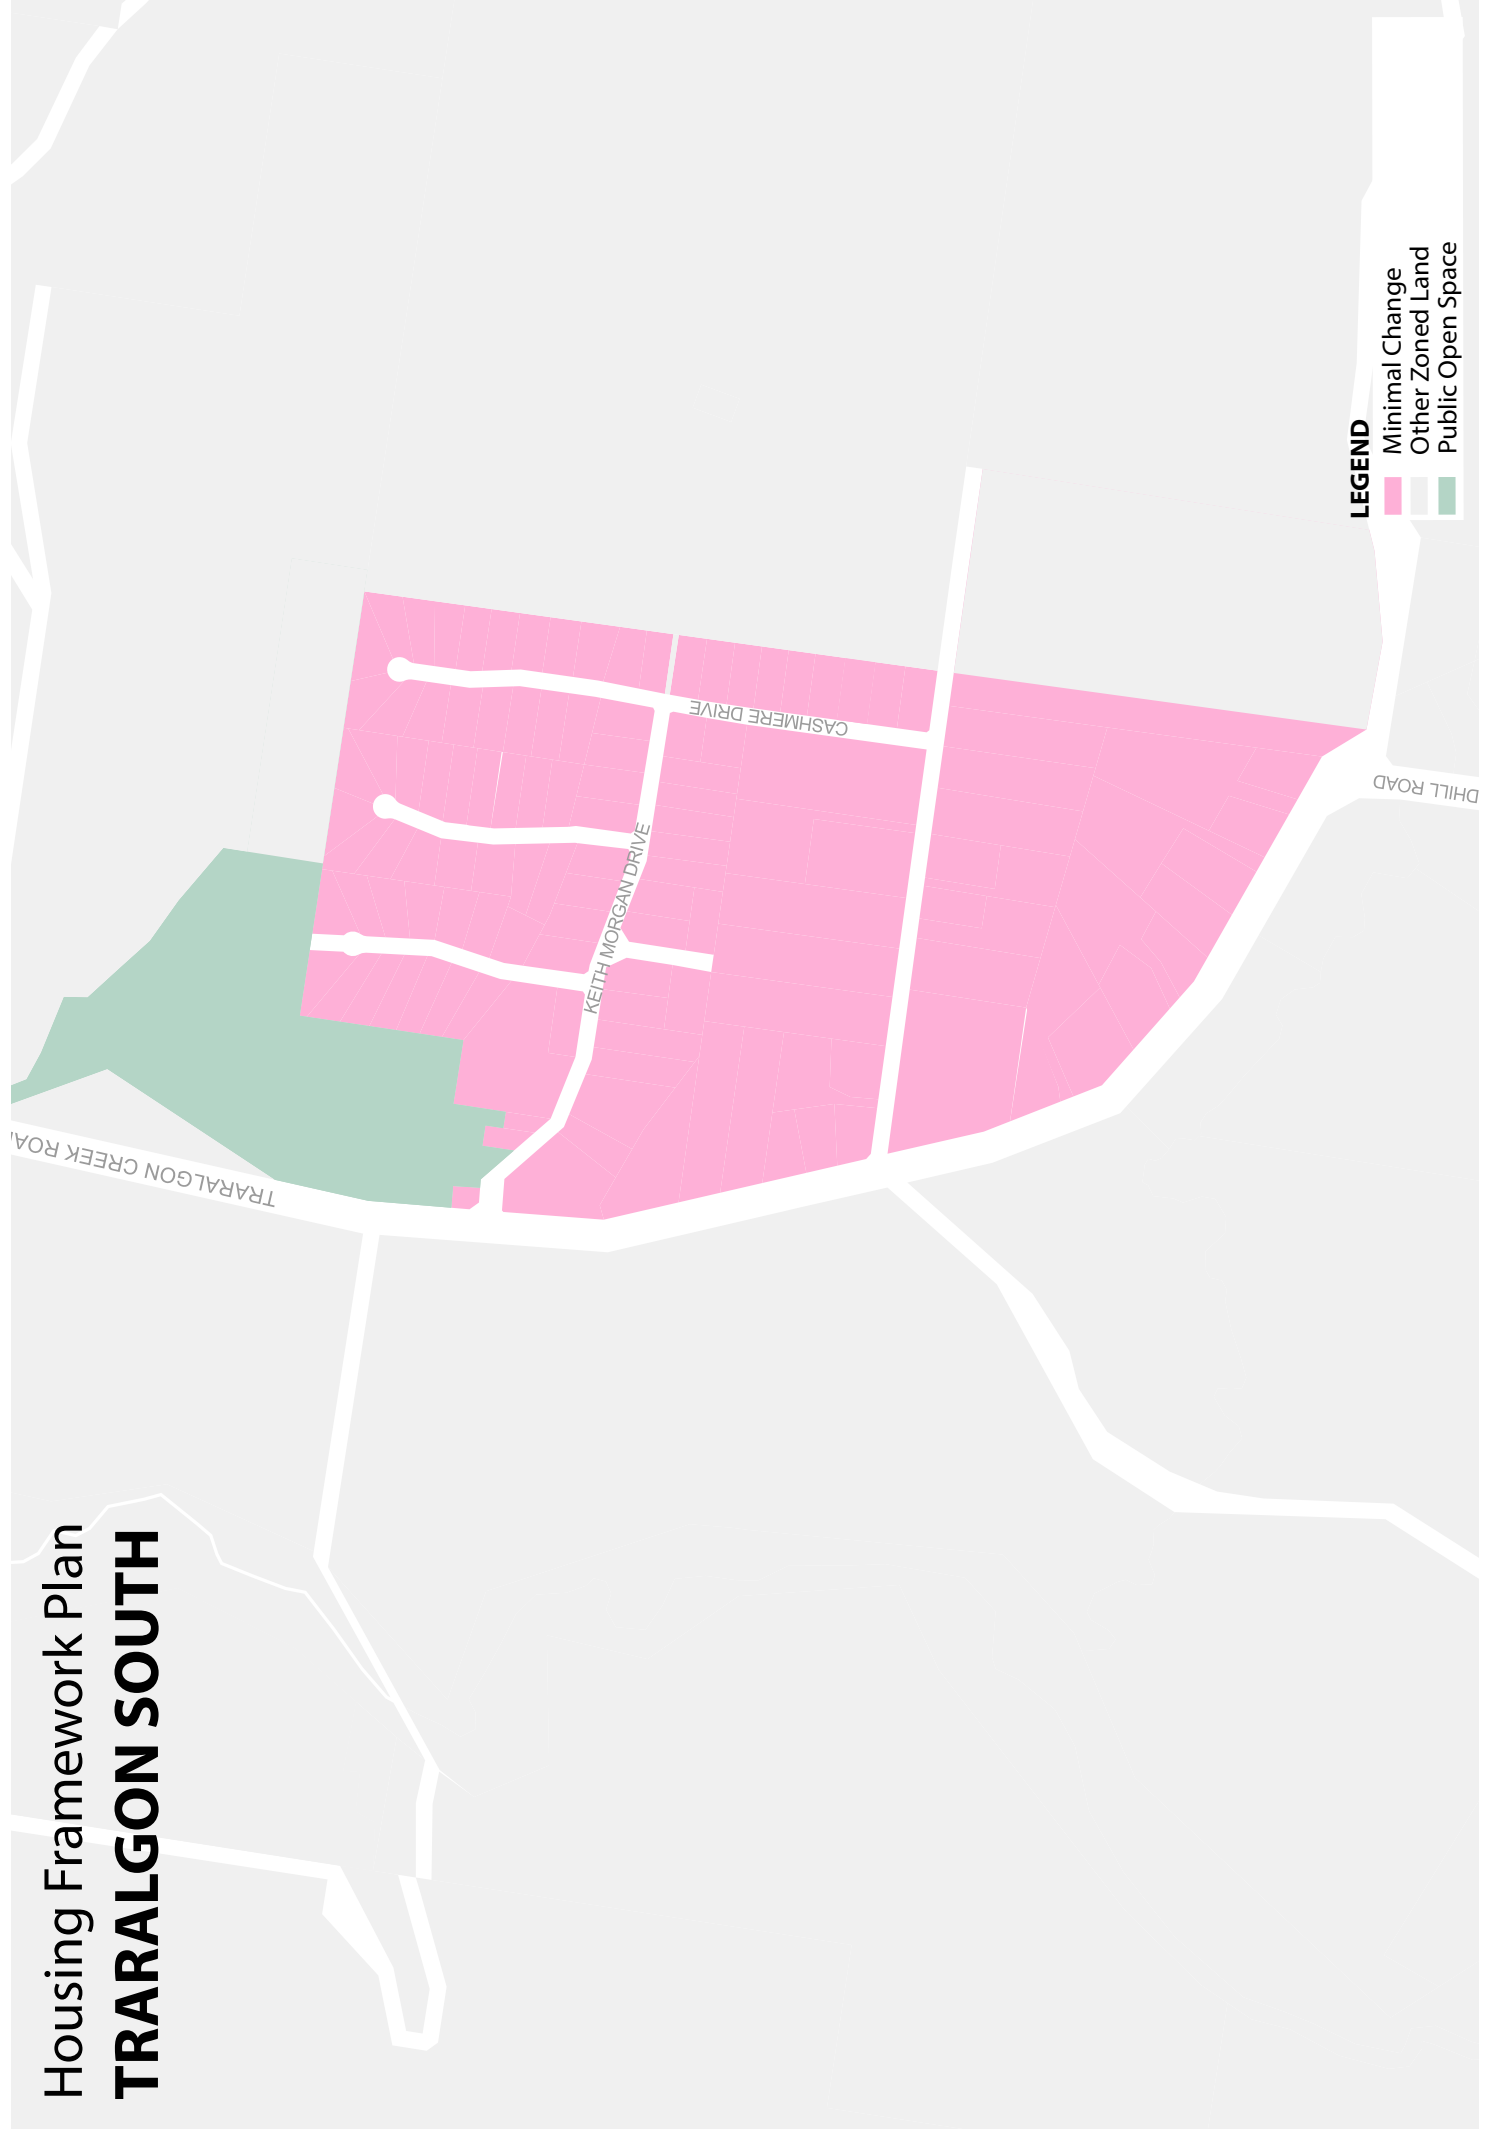 Housing Framework Plan
TRARALGON SOUTH
TRARALGON CREEK ROAD
KEITH MORGAN DRIVE
CASHMERE DRIVE
DHILL ROAD
LEGEND
Minimal Change
Other Zoned Land
Public Open Space